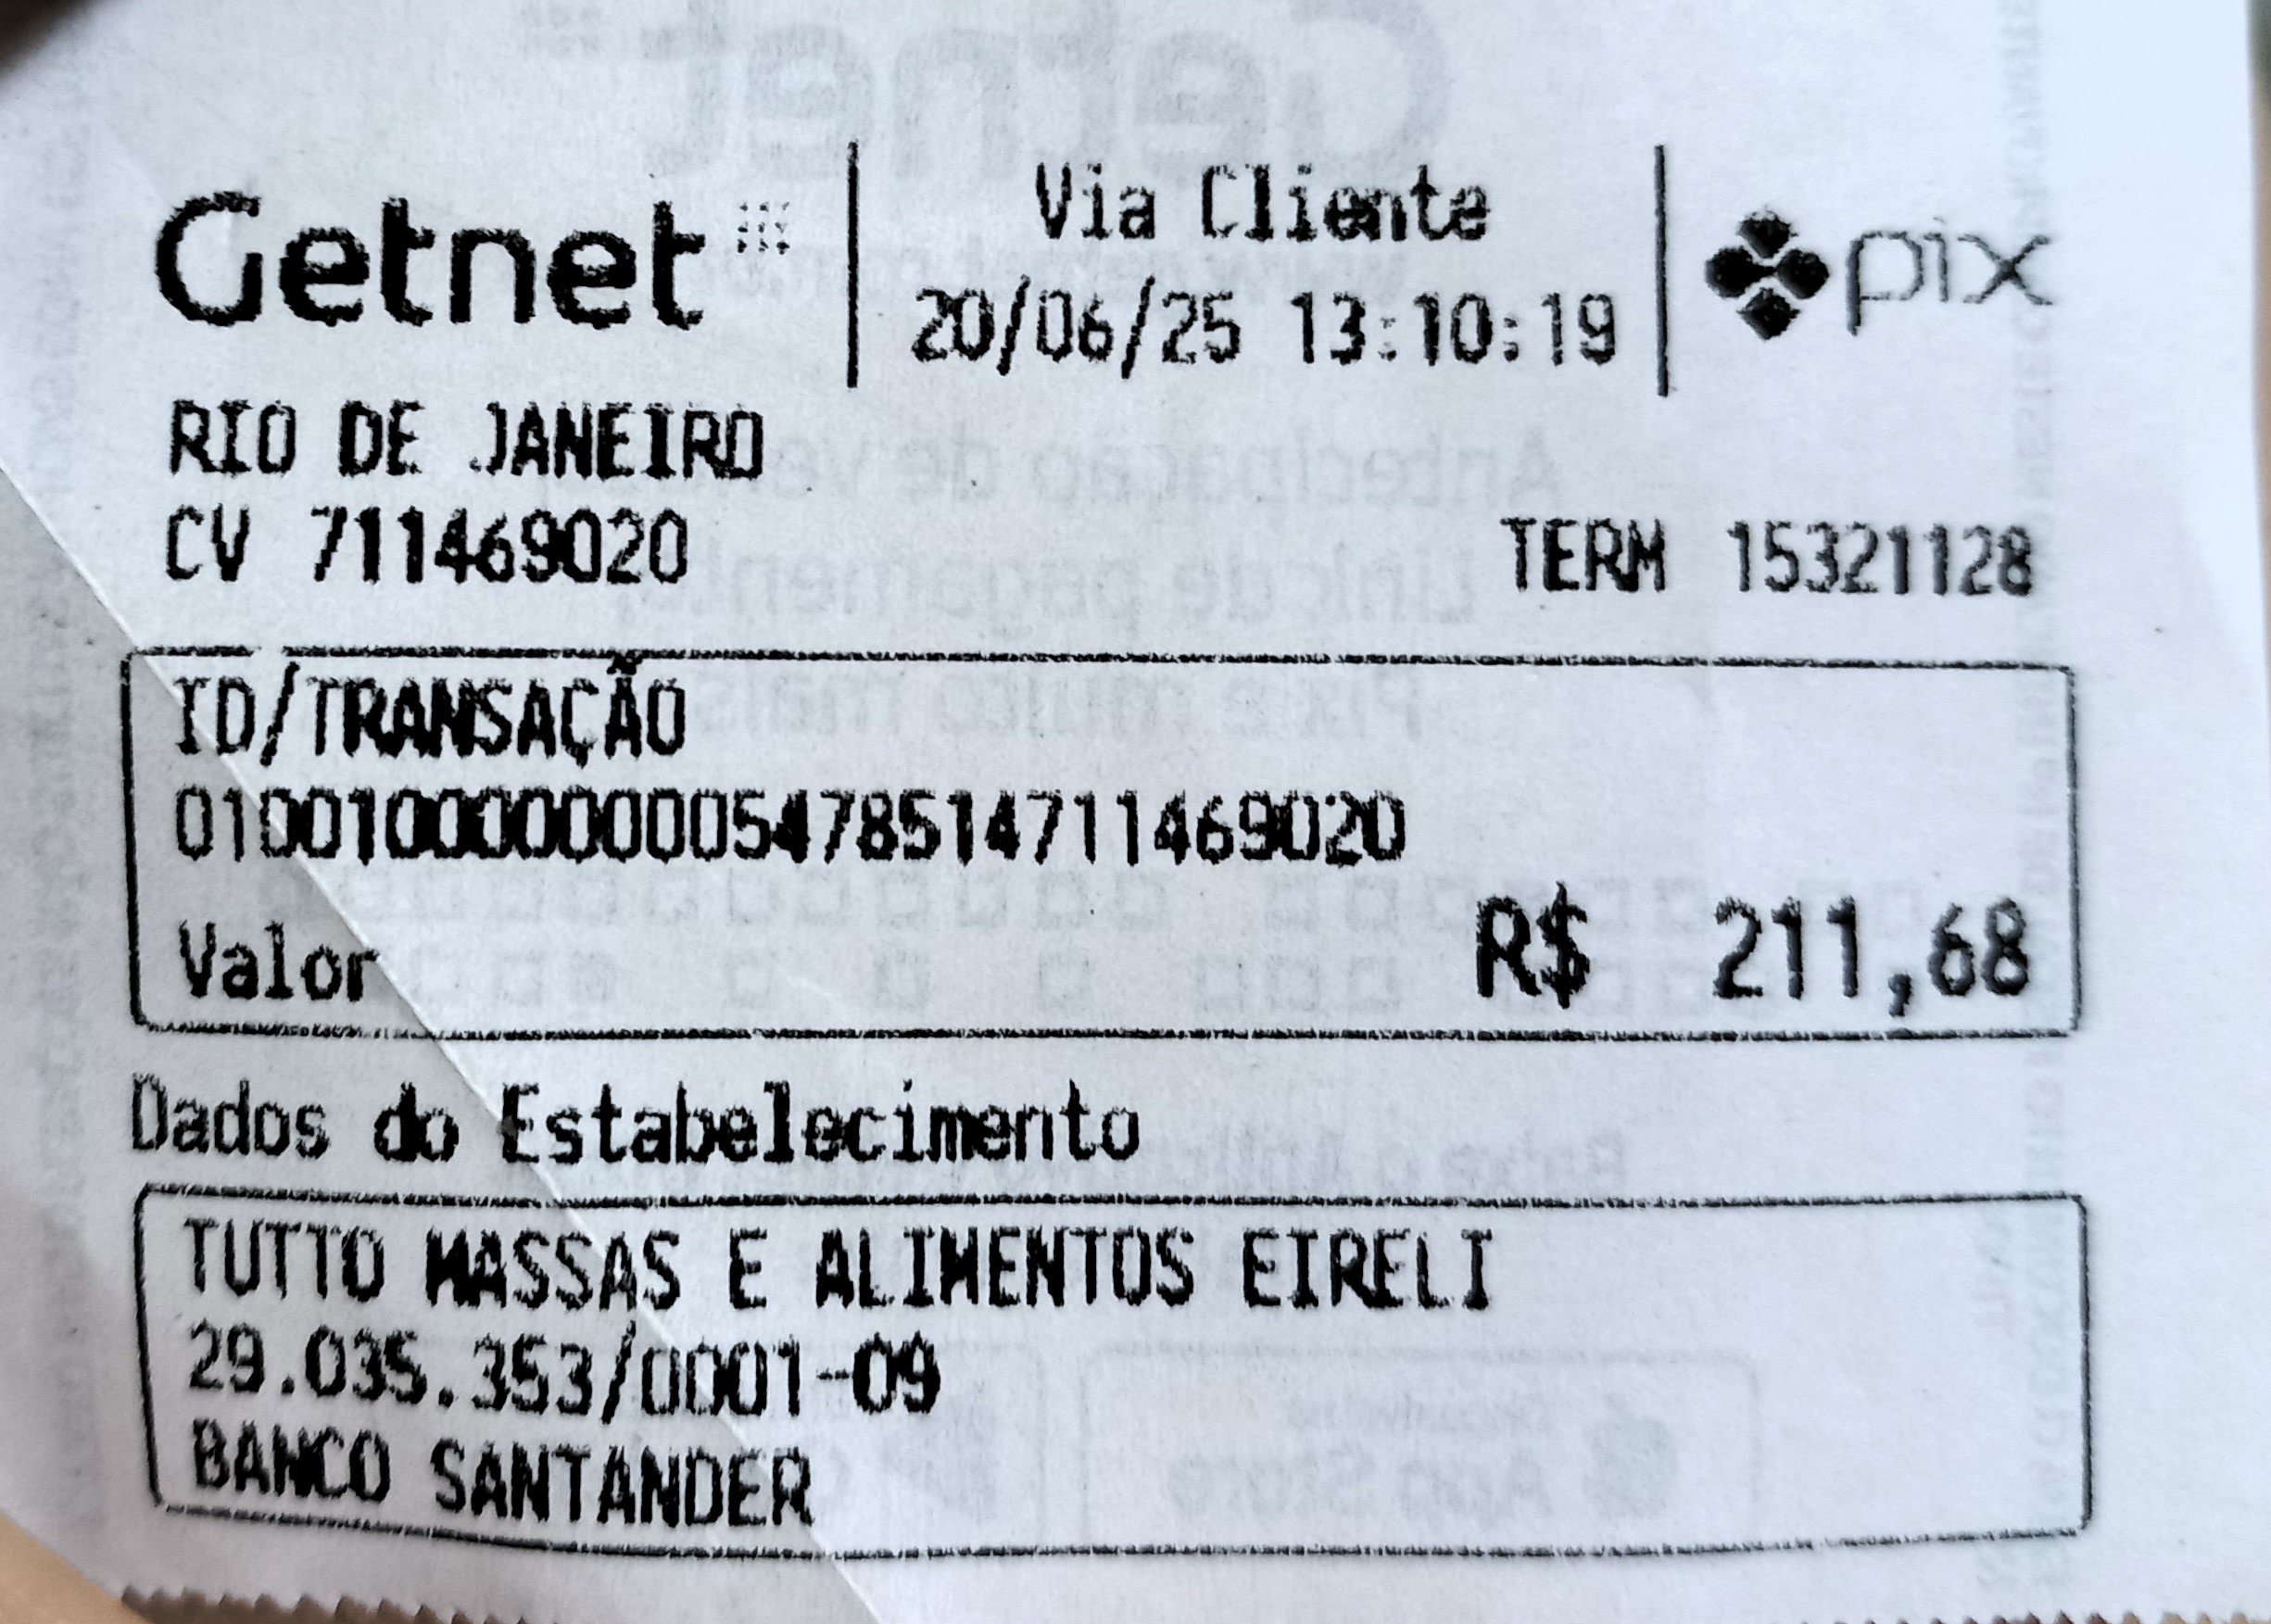 Getnet
Via Cliente
20/06/25 13:10:19
pix
RIO DE JANEIRO
CV 711469020
TERM 15321128
ID/TRANSAÇÃO
010010000000005478514711469020
Valor R$ 211,68
Dados do Estabelecimento
TUTTO MASSAS E ALIMENTOS EIRELI
29.035.353/0001-09
BANCO SANTANDER